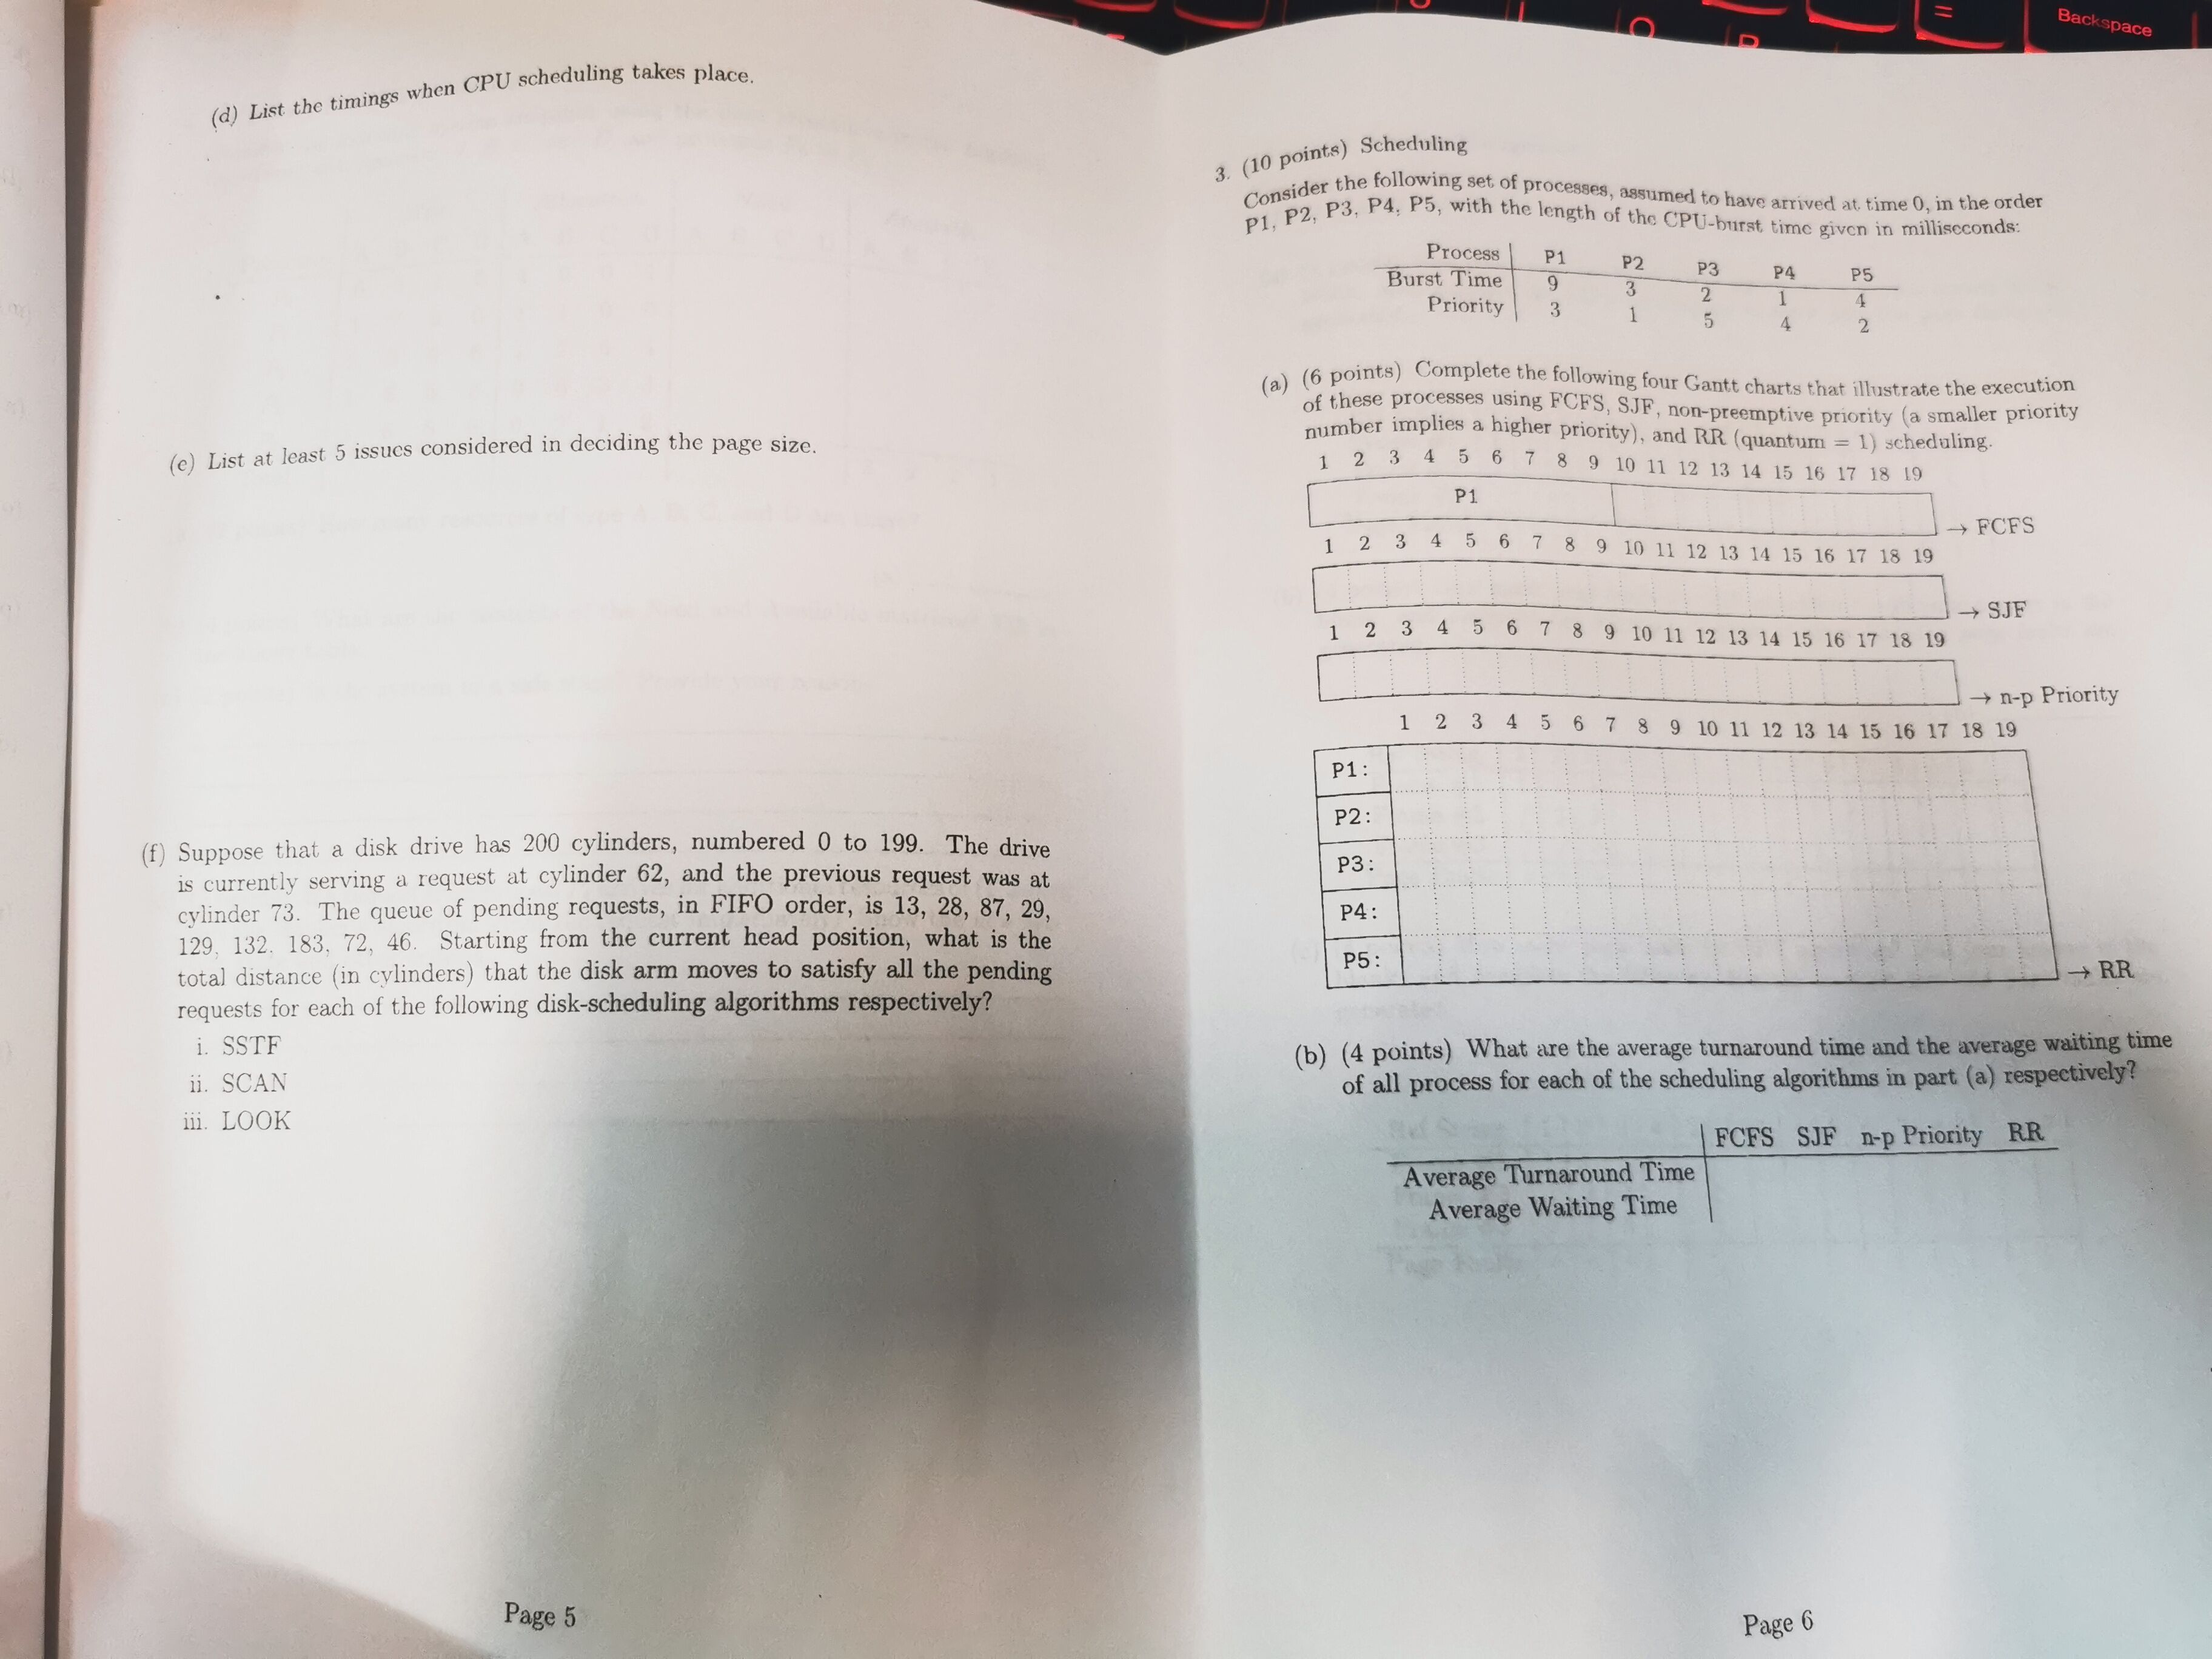 Backspace
(d) List the timings when CPU scheduling takes place.
(e) List at least 5 issues considered in deciding the page size.
(f) Suppose that a disk drive has 200 cylinders, numbered 0 to 199. The drive
is currently serving a request at cylinder 62, and the previous request was at
cylinder 73. The queue of pending requests, in FIFO order, is 13, 28, 87, 29,
129, 132, 183, 72, 46. Starting from the current head position, what is the
total distance (in cylinders) that the disk arm moves to satisfy all the pending
requests for each of the following disk-scheduling algorithms respectively?
i. SSTF
ii. SCAN
iii. LOOK
Page 5
3. (10 points) Scheduling
Consider the following set of processes, assumed to have arrived at time 0, in the order
P1, P2, P3, P4, P5, with the length of the CPU-burst time given in milliseconds:
Process P1 P2 P3 P4 P5
Burst Time 9 3 2 1 4
Priority 3 1 5 4 2
(a) (6 points) Complete the following four Gantt charts that illustrate the execution
of these processes using FCFS, SJF, non-preemptive priority (a smaller priority
number implies a higher priority), and RR (quantum = 1) scheduling.
1 2 3 4 5 6 7 8 9 10 11 12 13 14 15 16 17 18 19
P1 → FCFS
1 2 3 4 5 6 7 8 9 10 11 12 13 14 15 16 17 18 19
→ SJF
1 2 3 4 5 6 7 8 9 10 11 12 13 14 15 16 17 18 19
→ n-p Priority
1 2 3 4 5 6 7 8 9 10 11 12 13 14 15 16 17 18 19
P1:
P2:
P3:
P4:
P5: → RR
(b) (4 points) What are the average turnaround time and the average waiting time
of all process for each of the scheduling algorithms in part (a) respectively?
FCFS SJF n-p Priority RR
Average Turnaround Time
Average Waiting Time
Page 6